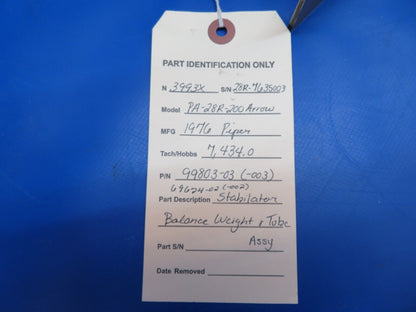 PART IDENTIFICATION ONLY
N 3993X S/N 28R-7635003
Model PA-28R-200 Arrow
MFG 1976 Piper
Tach/Hobbs 7,434.0
P/N 99803-03 (-003)
69624-02 (-002)
Part Description Stabilator
Balance Weight, Tube
Part S/N Assy
Date Removed